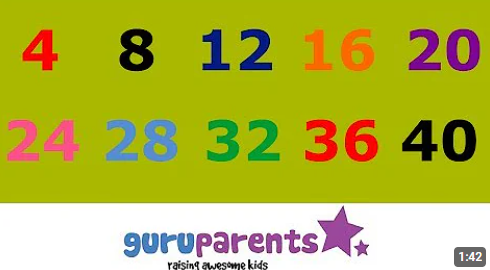 4 8 12 16 20
24 28 32 36 40
guruparents
raising awesome kids
1:42